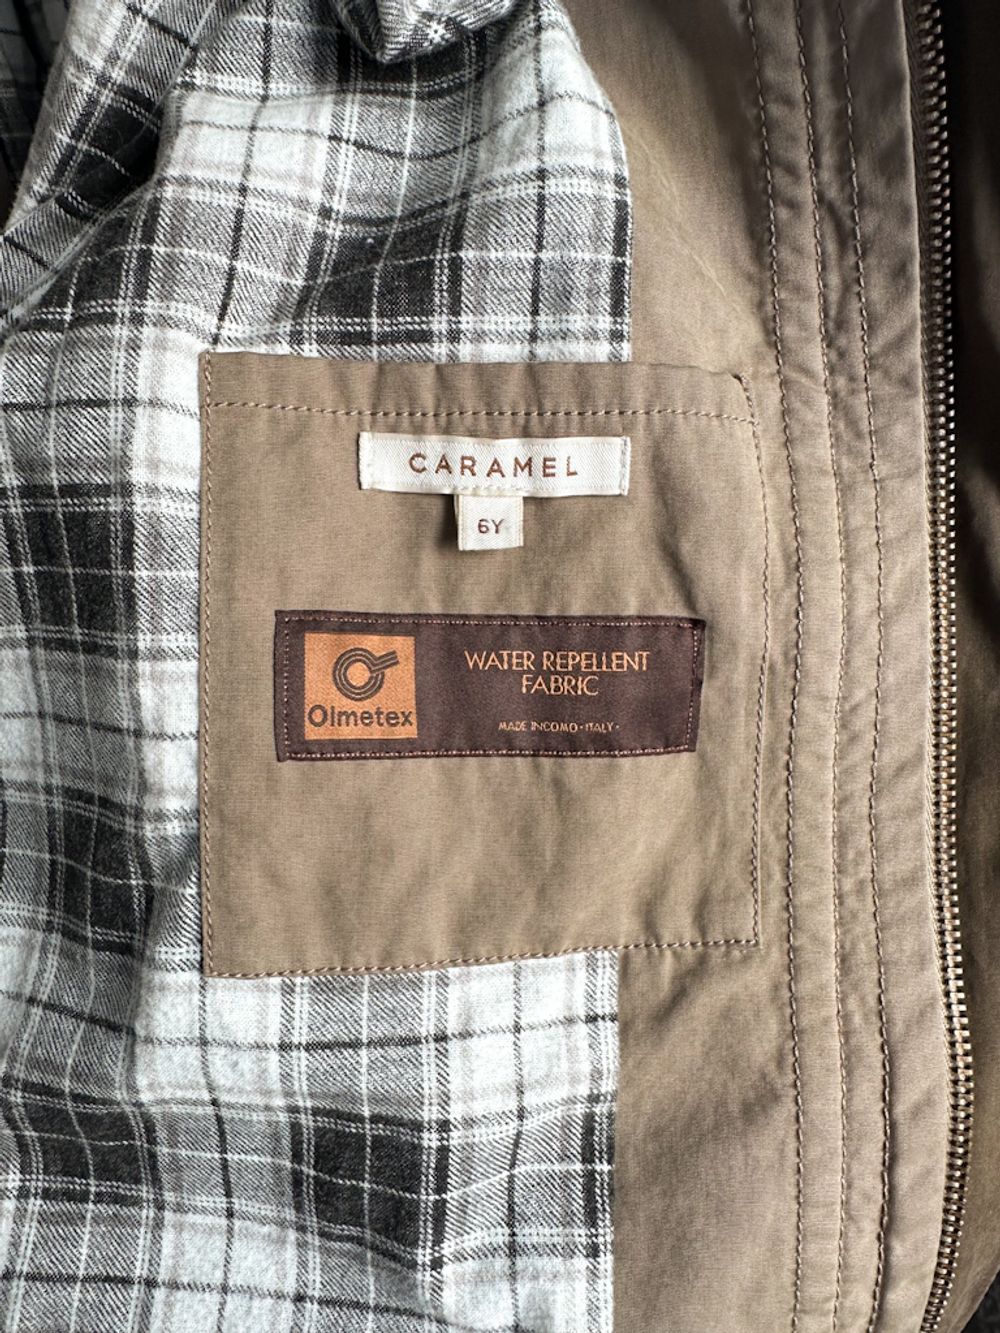 CARAMEL
6Y
Olmetex
WATER REPELLENT
FABRIC
MADE IN COMO · ITALY ·